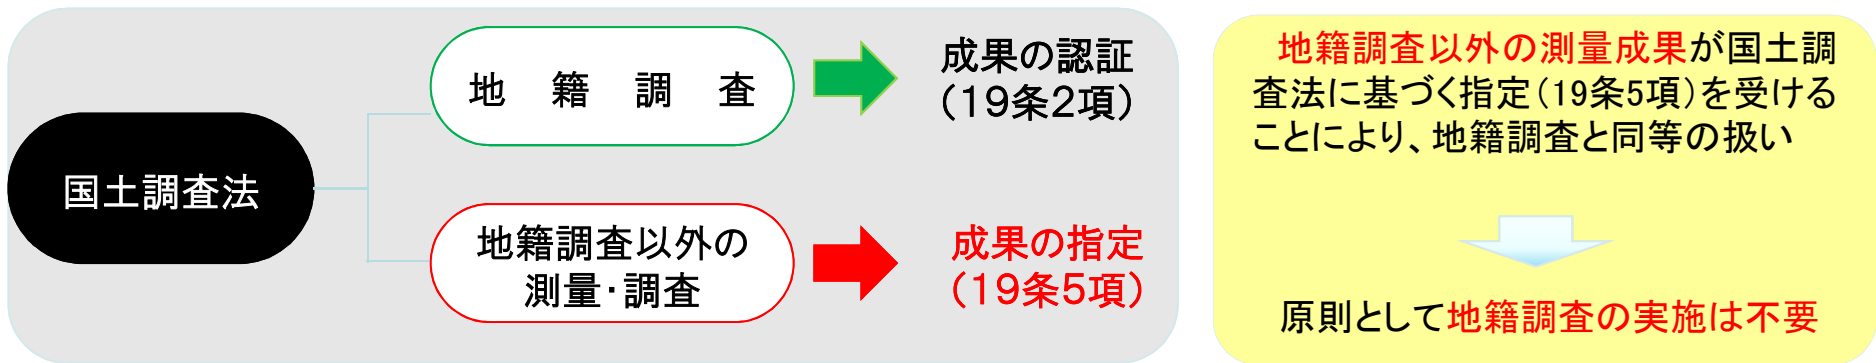 国土調査法
地 籍 調 査
成果の認証
(19条2項)
地籍調査以外の
測量・調査
成果の指定
(19条5項)
地籍調査以外の測量成果が国土調
査法に基づく指定(19条5項)を受ける
ことにより、地籍調査と同等の扱い
原則として地籍調査の実施は不要